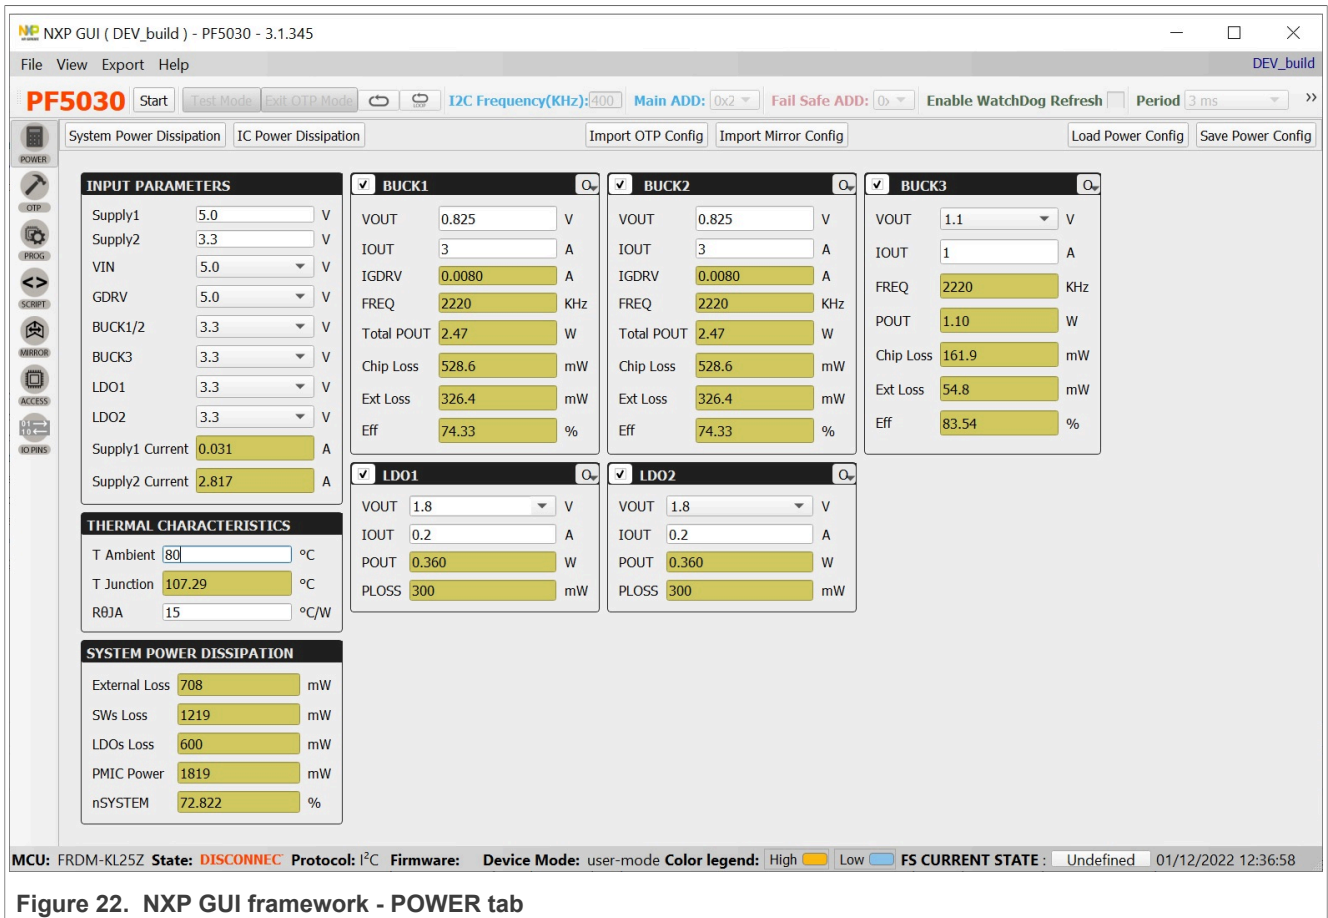 NXP GUI ( DEV_build ) - PF5030 - 3.1.345
File View Export Help DEV_build
PF5030 Start Test Mode Exit OTP Mode LOOP I2C Frequency(KHz): 400 Main ADD: 0x2 Fail Safe ADD: 0 Enable WatchDog Refresh Period 3 ms »
System Power Dissipation IC Power Dissipation Import OTP Config Import Mirror Config Load Power Config Save Power Config
POWER
OTP
PROG
SCRIPT
MIRROR
ACCESS
IO PINS
INPUT PARAMETERS
Supply1 5.0 V
Supply2 3.3 V
VIN 5.0 V
GDRV 5.0 V
BUCK1/2 3.3 V
BUCK3 3.3 V
LDO1 3.3 V
LDO2 3.3 V
Supply1 Current 0.031 A
Supply2 Current 2.817 A
THERMAL CHARACTERISTICS
T Ambient 80 °C
T Junction 107.29 °C
RθJA 15 °C/W
SYSTEM POWER DISSIPATION
External Loss 708 mW
SWs Loss 1219 mW
LDOs Loss 600 mW
PMIC Power 1819 mW
nSYSTEM 72.822 %
BUCK1
VOUT 0.825 V
IOUT 3 A
IGDRV 0.0080 A
FREQ 2220 KHz
Total POUT 2.47 W
Chip Loss 528.6 mW
Ext Loss 326.4 mW
Eff 74.33 %
BUCK2
VOUT 0.825 V
IOUT 3 A
IGDRV 0.0080 A
FREQ 2220 KHz
Total POUT 2.47 W
Chip Loss 528.6 mW
Ext Loss 326.4 mW
Eff 74.33 %
BUCK3
VOUT 1.1 V
IOUT 1 A
FREQ 2220 KHz
POUT 1.10 W
Chip Loss 161.9 mW
Ext Loss 54.8 mW
Eff 83.54 %
LDO1
VOUT 1.8 V
IOUT 0.2 A
POUT 0.360 W
PLOSS 300 mW
LDO2
VOUT 1.8 V
IOUT 0.2 A
POUT 0.360 W
PLOSS 300 mW
MCU: FRDM-KL25Z State: DISCONNEC Protocol: I²C Firmware: Device Mode: user-mode Color legend: High Low FS CURRENT STATE : Undefined 01/12/2022 12:36:58
Figure 22. NXP GUI framework - POWER tab